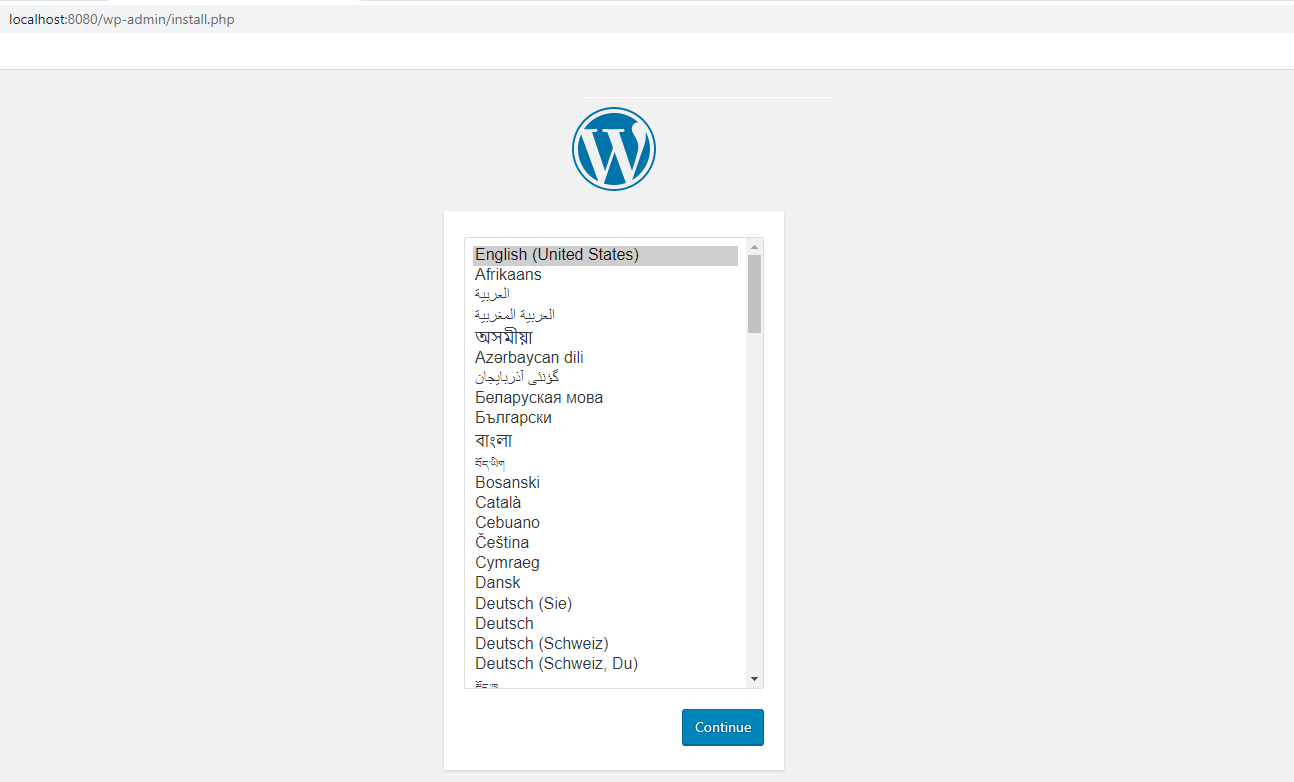 localhost:8080/wp-admin/install.php
English (United States)
Afrikaans
العربية
العربية المغربية
অসমীয়া
Azərbaycan dili
گؤنئی آذربایجان
Беларуская мова
Български
বাংলা
བོད་ཡིག
Bosanski
Català
Cebuano
Čeština
Cymraeg
Dansk
Deutsch (Sie)
Deutsch
Deutsch (Schweiz)
Deutsch (Schweiz, Du)
Continue